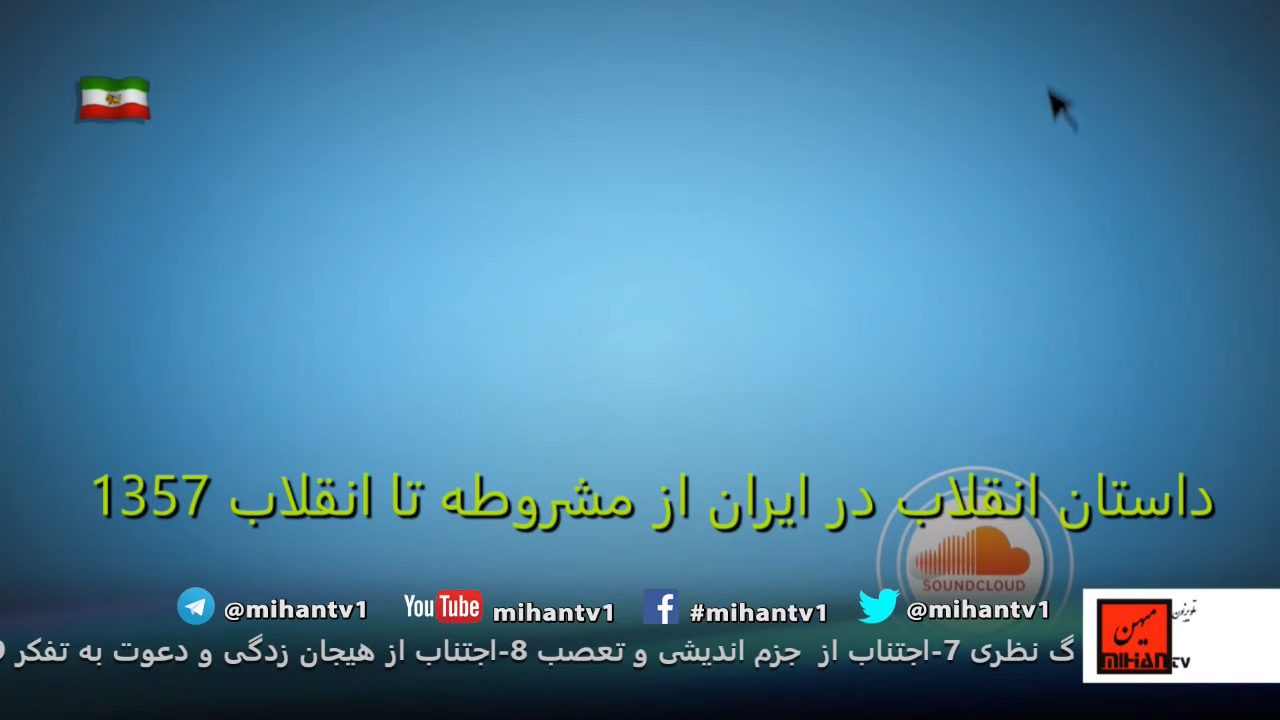 داستان انقلاب در ایران از مشروطه تا انقلاب 1357
SOUNDCLOUD
@mihantv1 YouTube mihantv1 #mihantv1 @mihantv1
گ نظری 7-اجتناب از جزم اندیشی و تعصب 8-اجتناب از هیجان زدگی و دعوت به تفکر 9
تلویزیون
میهن
MIHAN TV